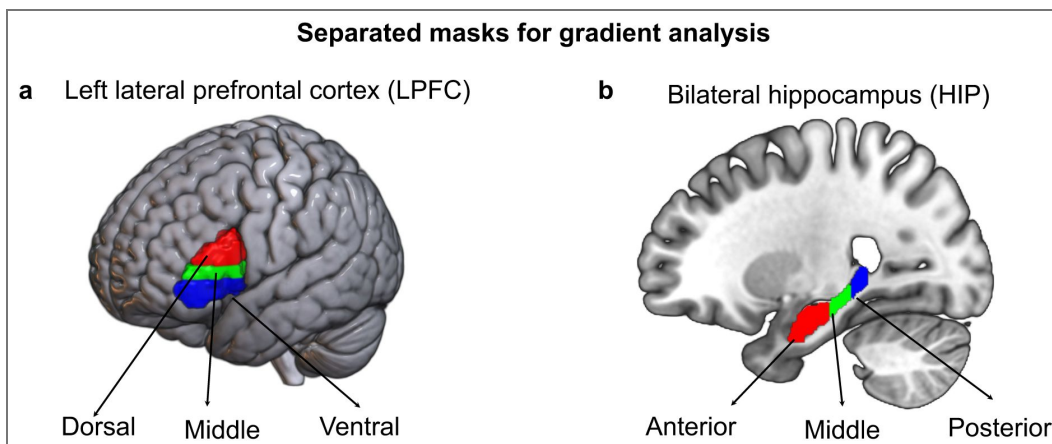 Separated masks for gradient analysis
a Left lateral prefrontal cortex (LPFC)
b Bilateral hippocampus (HIP)
Dorsal Middle Ventral
Anterior Middle Posterior